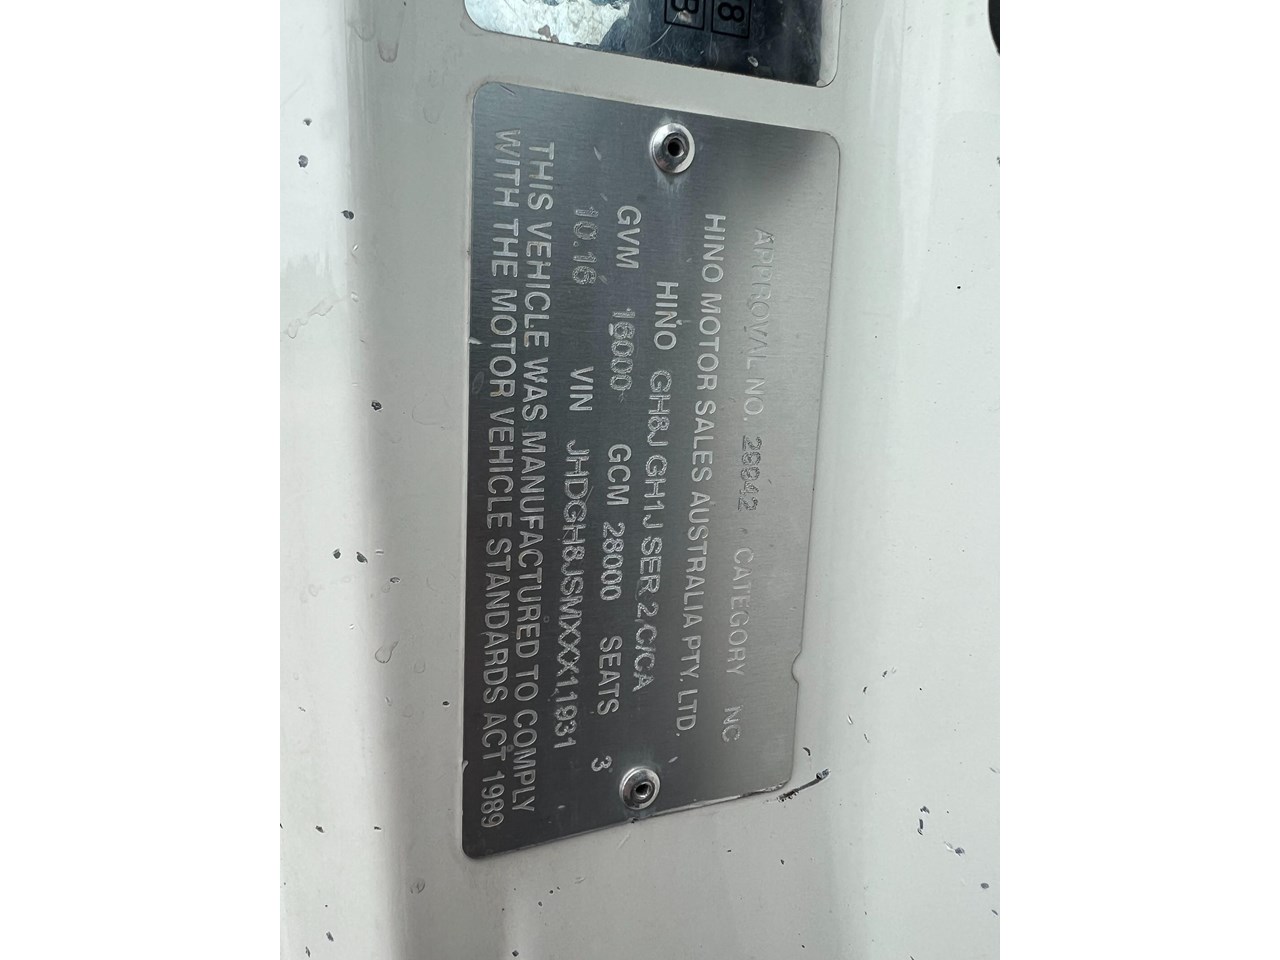 8
B
APPROVAL NO. 28942 CATEGORY NC
HINO MOTOR SALES AUSTRALIA PTY. LTD.
HINO GH8J GH1J SER 2,C/CA
GVM 16000 GCM 28000 SEATS 3
10.16 VIN JHDGH8JSMXXX11931
THIS VEHICLE WAS MANUFACTURED TO COMPLY
WITH THE MOTOR VEHICLE STANDARDS ACT 1989